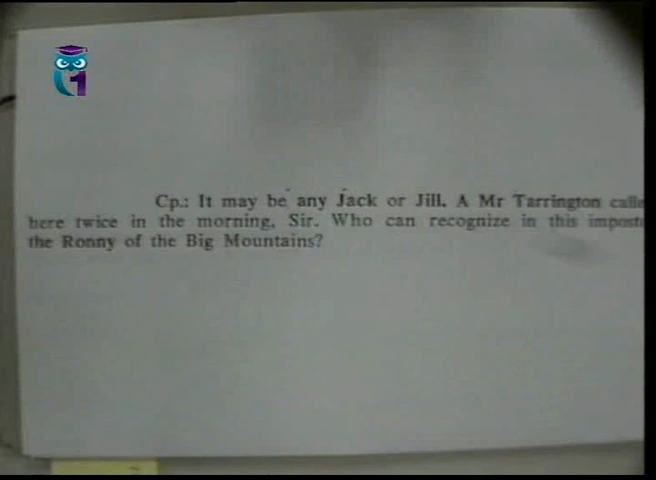 Cp.: It may be any Jack or Jill. A Mr Tarrington
here twice in the morning, Sir. Who can recognize in this
the Ronny of the Big Mountains?
1